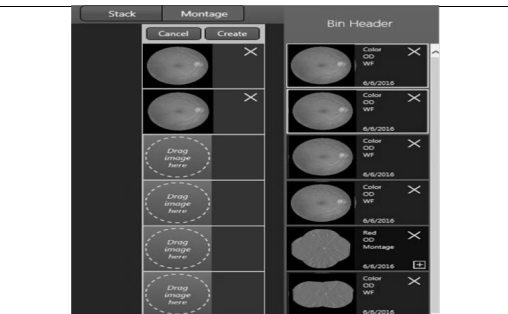 Stack
Montage
Cancel
Create
Drag
image
here
Drag
image
here
Drag
image
here
Drag
image
here
Bin Header
Color
OD
WF
6/6/2016
Color
OD
WF
6/6/2016
Color
OD
WF
6/6/2016
Color
OD
WF
6/6/2016
Red
OD
Montage
6/6/2016
Color
OD
WF
6/6/2016